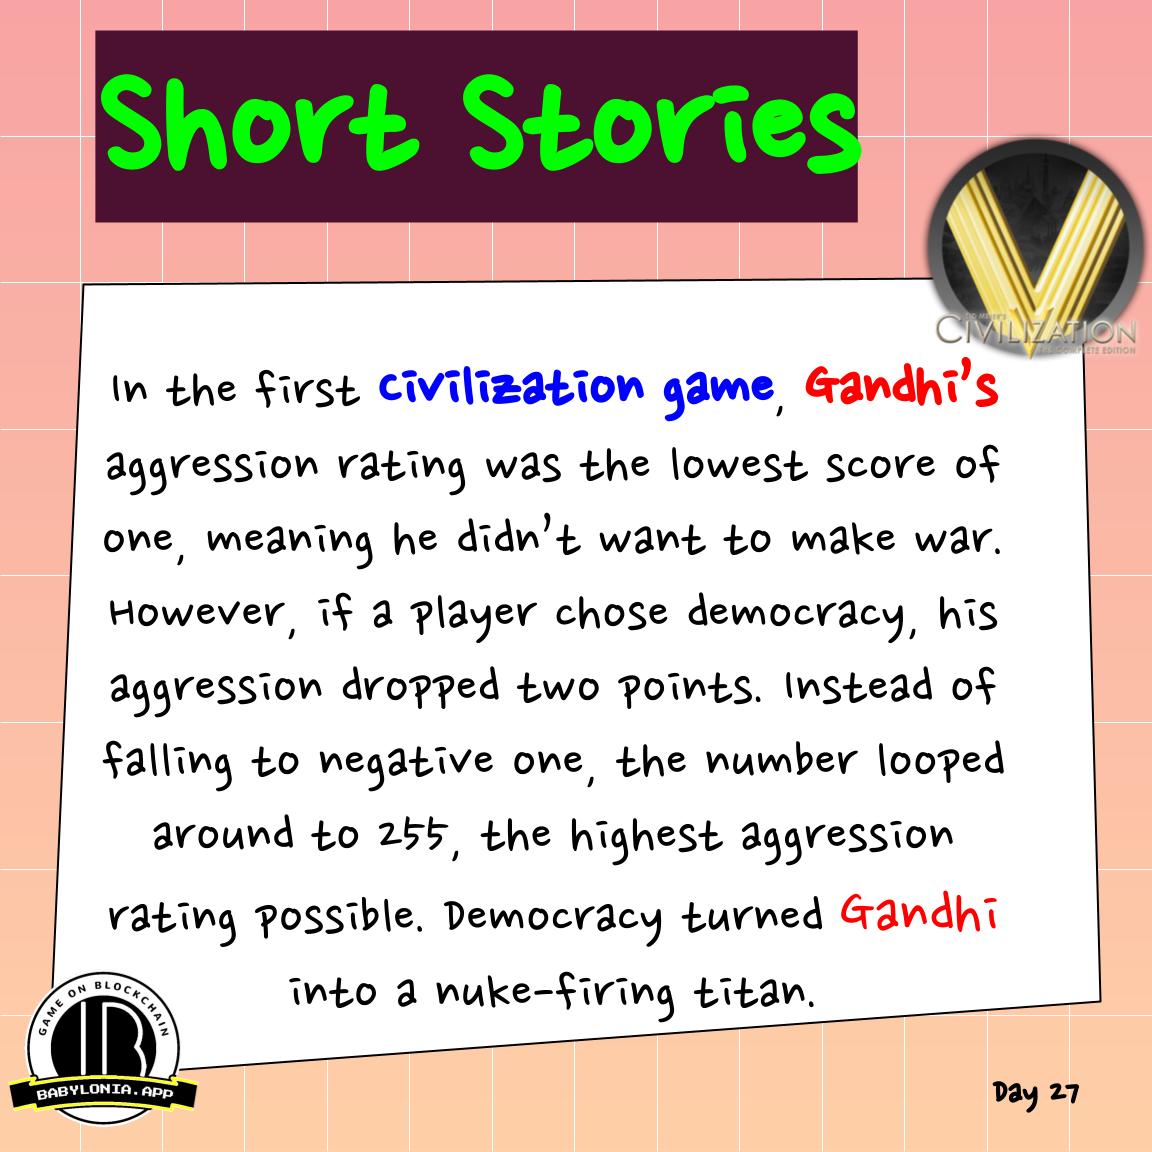 Short Stories
SID MEIER'S
CIVILIZATION
THE COMPLETE EDITION
In the first Civilization game, Gandhi's
aggression rating was the lowest score of
one, meaning he didn't want to make war.
However, if a player chose democracy, his
aggression dropped two points. Instead of
falling to negative one, the number looped
around to 255, the highest aggression
rating possible. Democracy turned Gandhi
into a nuke-firing titan.
GAME ON BLOCKCHAIN
BABYLONIA.APP
Day 27